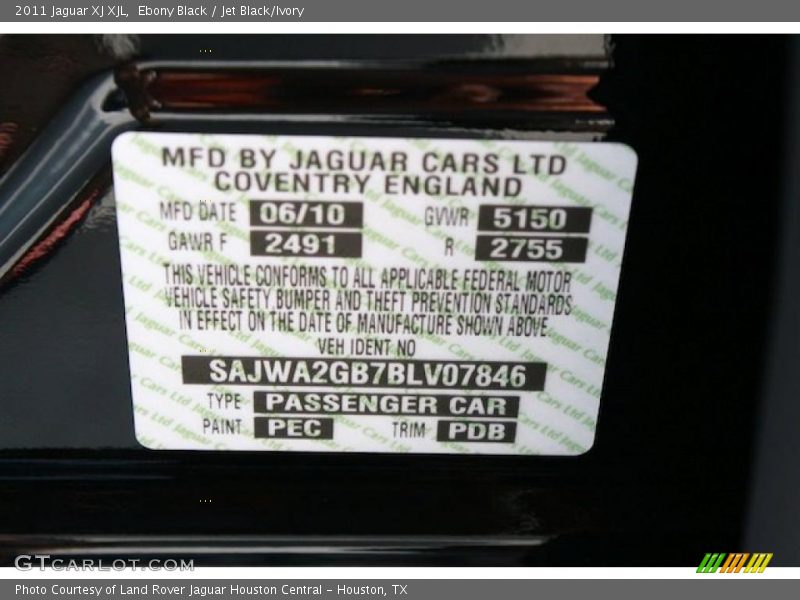 2011 Jaguar XJ XJL, Ebony Black / Jet Black/Ivory
MFD BY JAGUAR CARS LTD
COVENTRY ENGLAND
MFD DATE 06/10 GVWR 5150
GAWR F 2491 R 2755
THIS VEHICLE CONFORMS TO ALL APPLICABLE FEDERAL MOTOR
VEHICLE SAFETY BUMPER AND THEFT PREVENTION STANDARDS
IN EFFECT ON THE DATE OF MANUFACTURE SHOWN ABOVE
VEH IDENT NO
SAJWA2GB7BLV07846
TYPE PASSENGER CAR
PAINT PEC TRIM PDB
GTCARLOT.COM
Photo Courtesy of Land Rover Jaguar Houston Central - Houston, TX